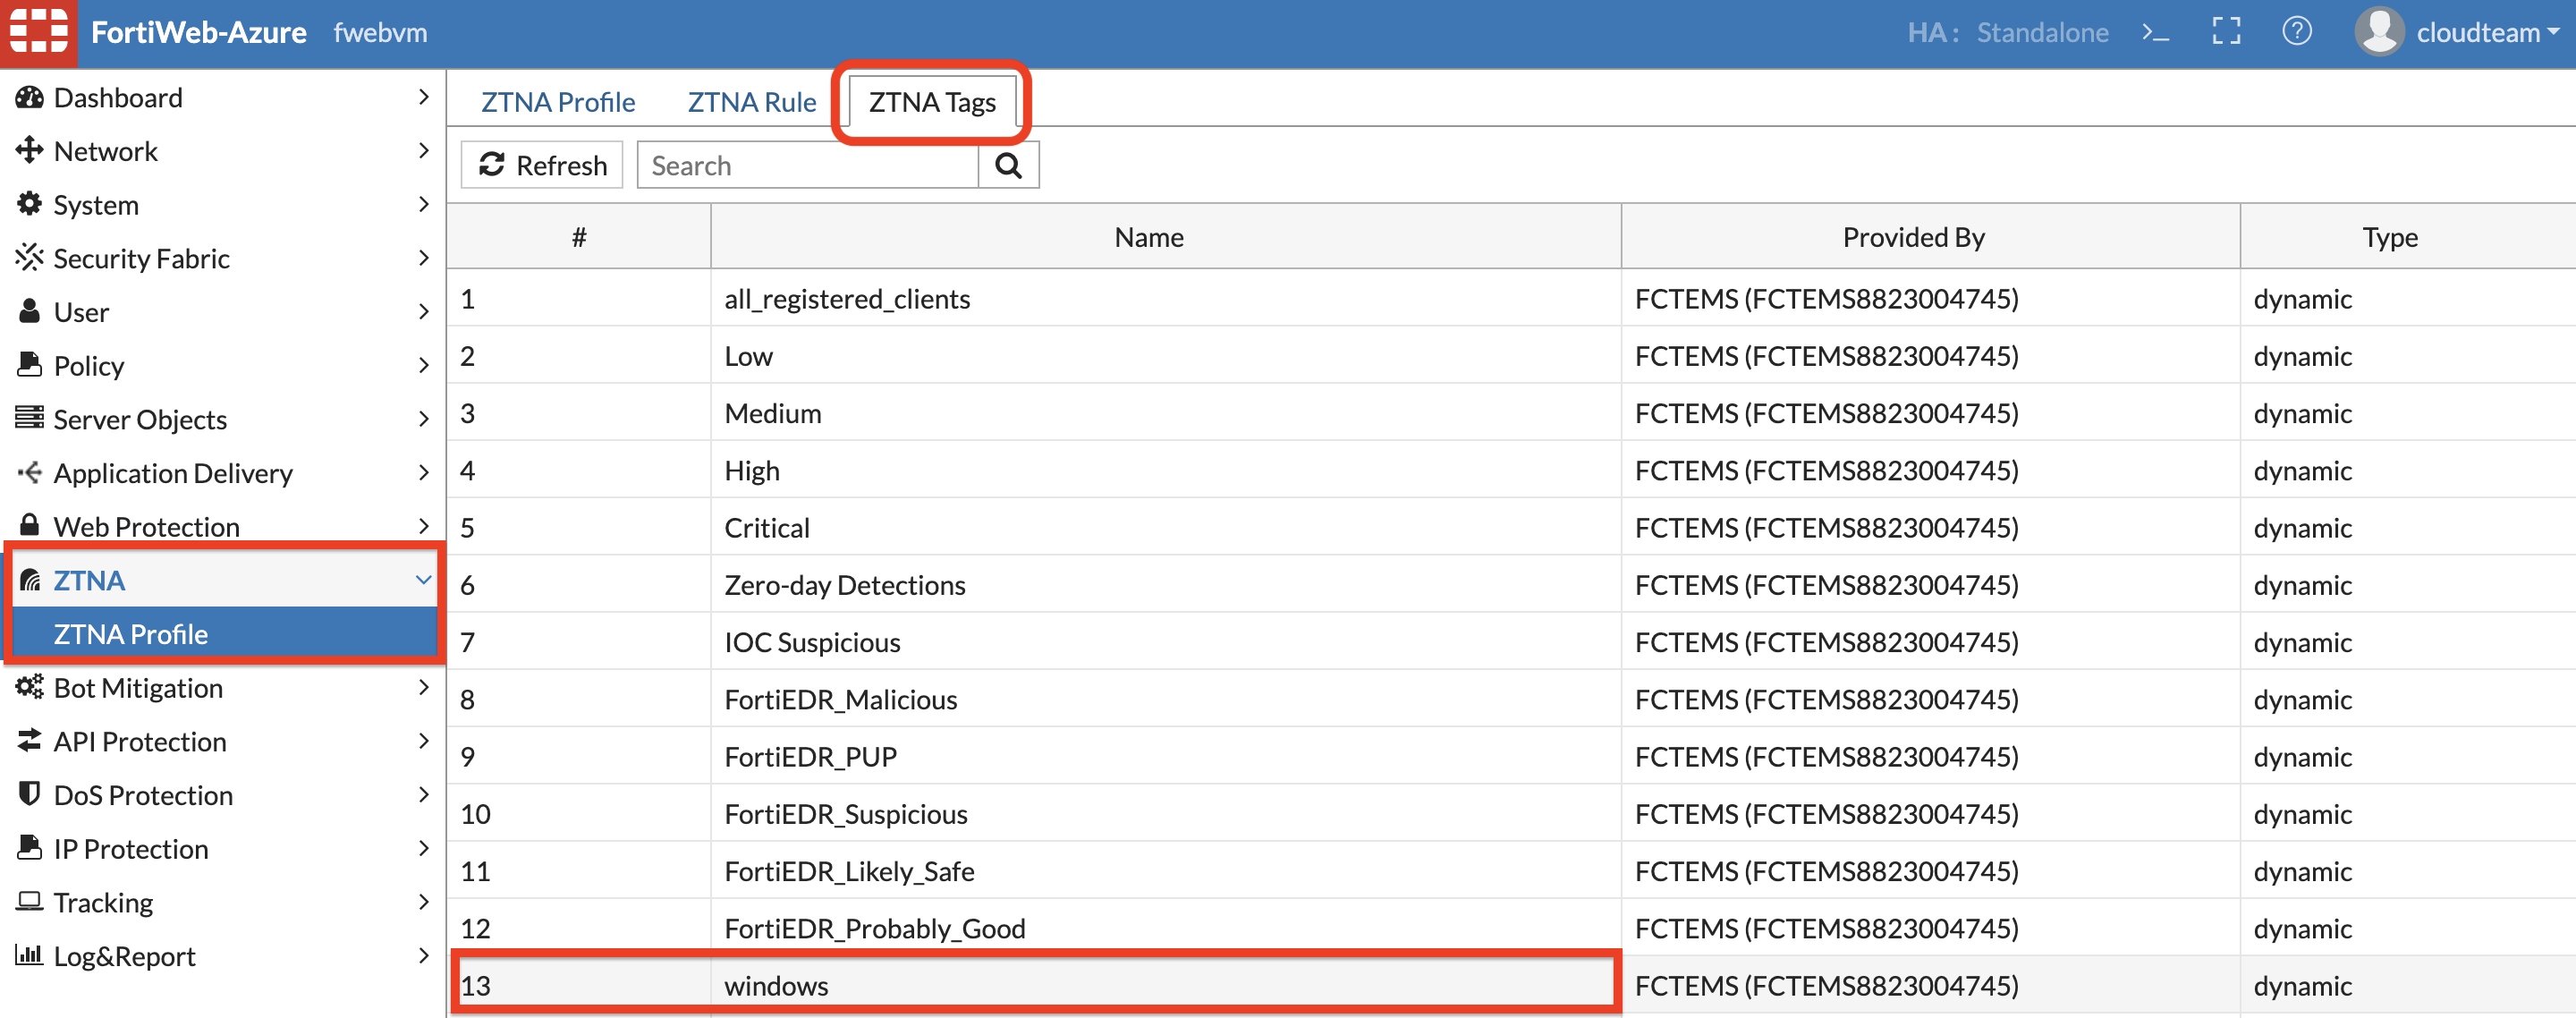 FortiWeb-Azure fwebvm HA: Standalone >_ cloudteam
Dashboard
Network
System
Security Fabric
User
Policy
Server Objects
Application Delivery
Web Protection
ZTNA
ZTNA Profile
Bot Mitigation
API Protection
DoS Protection
IP Protection
Tracking
Log&Report
ZTNA Profile ZTNA Rule ZTNA Tags
Refresh Search
# Name Provided By Type
1 all_registered_clients FCTEMS (FCTEMS8823004745) dynamic
2 Low FCTEMS (FCTEMS8823004745) dynamic
3 Medium FCTEMS (FCTEMS8823004745) dynamic
4 High FCTEMS (FCTEMS8823004745) dynamic
5 Critical FCTEMS (FCTEMS8823004745) dynamic
6 Zero-day Detections FCTEMS (FCTEMS8823004745) dynamic
7 IOC Suspicious FCTEMS (FCTEMS8823004745) dynamic
8 FortiEDR_Malicious FCTEMS (FCTEMS8823004745) dynamic
9 FortiEDR_PUP FCTEMS (FCTEMS8823004745) dynamic
10 FortiEDR_Suspicious FCTEMS (FCTEMS8823004745) dynamic
11 FortiEDR_Likely_Safe FCTEMS (FCTEMS8823004745) dynamic
12 FortiEDR_Probably_Good FCTEMS (FCTEMS8823004745) dynamic
13 windows FCTEMS (FCTEMS8823004745) dynamic